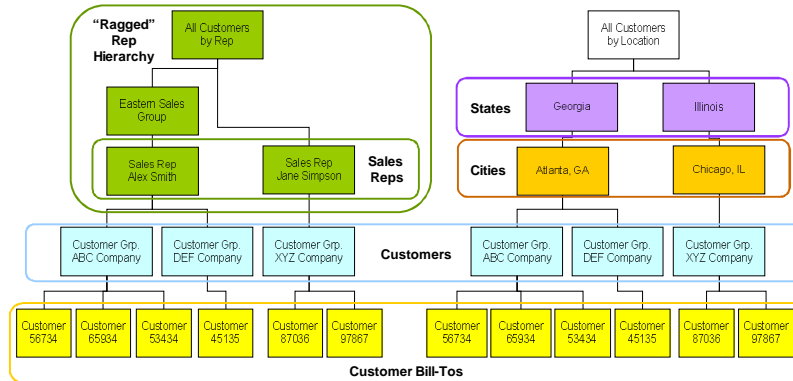 “Ragged”
Rep
Hierarchy
All Customers
by Rep
Eastern Sales
Group
Sales Rep
Alex Smith
Sales Rep
Jane Simpson
Sales
Reps
All Customers
by Location
States
Georgia
Illinois
Cities
Atlanta, GA
Chicago, IL
Customer Grp.
ABC Company
Customer Grp.
DEF Company
Customer Grp.
XYZ Company
Customers
Customer Grp.
ABC Company
Customer Grp.
DEF Company
Customer Grp.
XYZ Company
Customer
56734
Customer
65934
Customer
53434
Customer
45135
Customer
87036
Customer
97867
Customer
56734
Customer
65934
Customer
53434
Customer
45135
Customer
87036
Customer
97867
Customer Bill-Tos